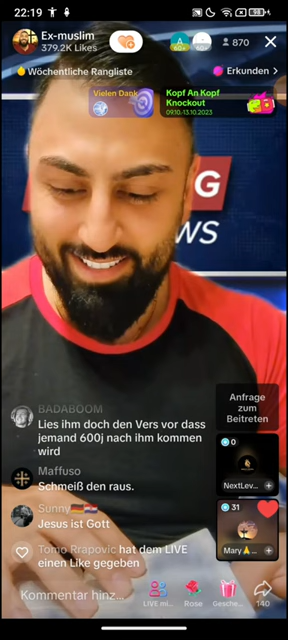 22:19
98
Ex-muslim
379.2K Likes
870
Wöchentliche Rangliste
Erkunden >
Vielen Dank
Kopf An Kopf
Knockout
09.10-13.10.2023
G
WS
Anfrage
zum
Beitreten
BADABOOM
Lies ihm doch den Vers vor dass
jemand 600j nach ihm kommen
wird
0
NextLev...
Maffuso
Schmeiß den raus.
Sunny
Jesus ist Gott
31
Mary🙏...
Tomo Rrapovic hat dem LIVE
einen Like gegeben
Kommentar hinz...
LIVE mi...
Rose
Gesche...
140